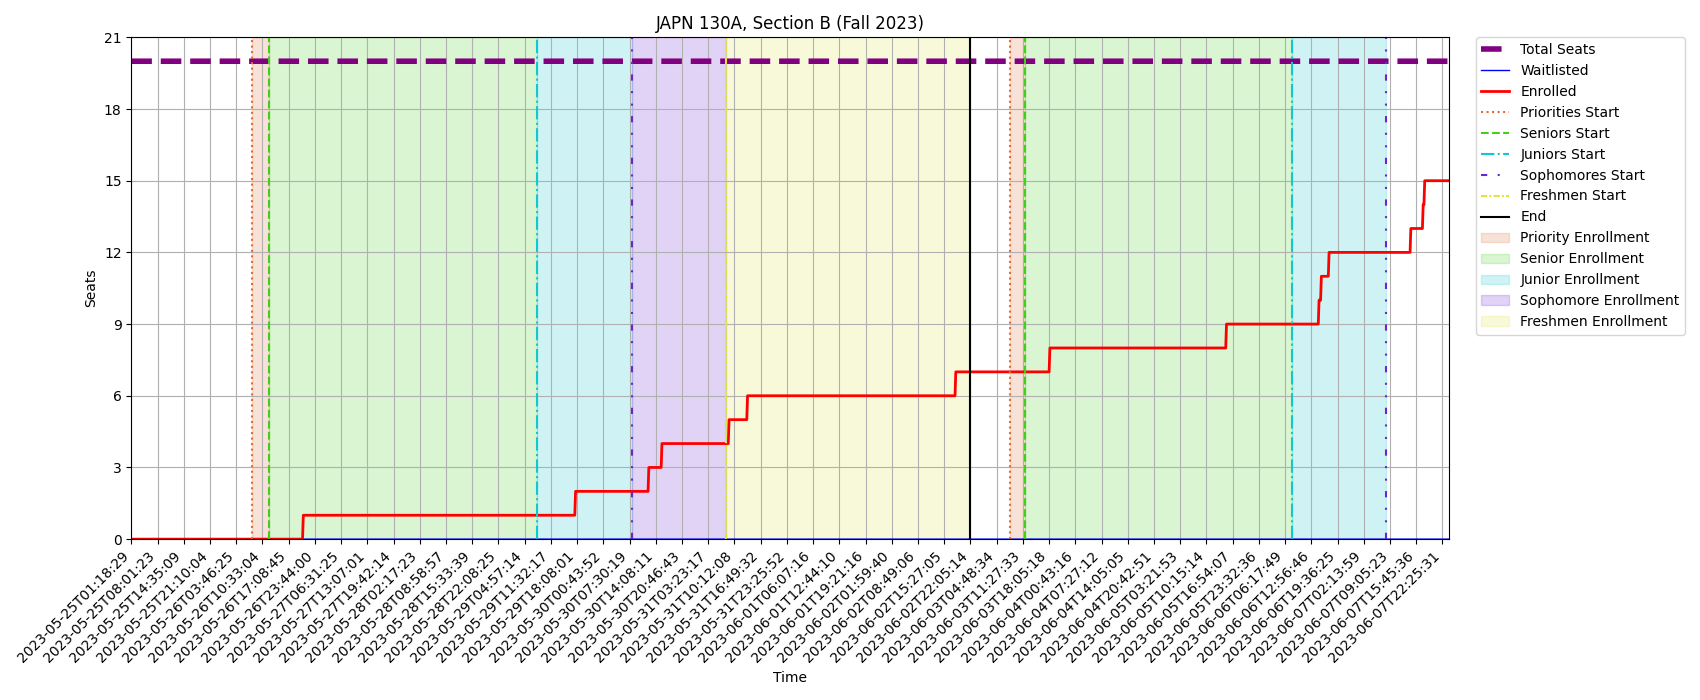 JAPN 130A, Section B (Fall 2023)
21
18
15
12
9
6
3
0
Seats
2023-05-25T01:18:29
2023-05-25T08:01:23
2023-05-25T14:35:09
2023-05-25T21:10:04
2023-05-26T03:46:25
2023-05-26T10:33:04
2023-05-26T17:08:45
2023-05-26T23:44:00
2023-05-27T06:31:25
2023-05-27T13:07:01
2023-05-27T19:42:14
2023-05-28T02:17:23
2023-05-28T08:58:57
2023-05-28T15:33:39
2023-05-28T22:08:25
2023-05-29T04:57:14
2023-05-29T11:32:17
2023-05-29T18:08:01
2023-05-30T00:43:52
2023-05-30T07:30:19
2023-05-30T14:08:11
2023-05-30T20:46:43
2023-05-31T03:23:17
2023-05-31T10:12:08
2023-05-31T16:49:32
2023-05-31T23:25:52
2023-06-01T06:07:16
2023-06-01T12:44:10
2023-06-01T19:21:16
2023-06-02T01:59:40
2023-06-02T08:49:06
2023-06-02T15:27:05
2023-06-02T22:05:14
2023-06-03T04:48:34
2023-06-03T11:27:33
2023-06-03T18:05:18
2023-06-04T00:43:16
2023-06-04T07:27:12
2023-06-04T14:05:05
2023-06-04T20:42:51
2023-06-05T03:21:53
2023-06-05T10:15:14
2023-06-05T16:54:07
2023-06-05T23:32:36
2023-06-06T06:17:49
2023-06-06T12:56:46
2023-06-06T19:36:25
2023-06-07T02:13:59
2023-06-07T09:05:23
2023-06-07T15:45:36
2023-06-07T22:25:31
Time
Total Seats
Waitlisted
Enrolled
Priorities Start
Seniors Start
Juniors Start
Sophomores Start
Freshmen Start
End
Priority Enrollment
Senior Enrollment
Junior Enrollment
Sophomore Enrollment
Freshmen Enrollment